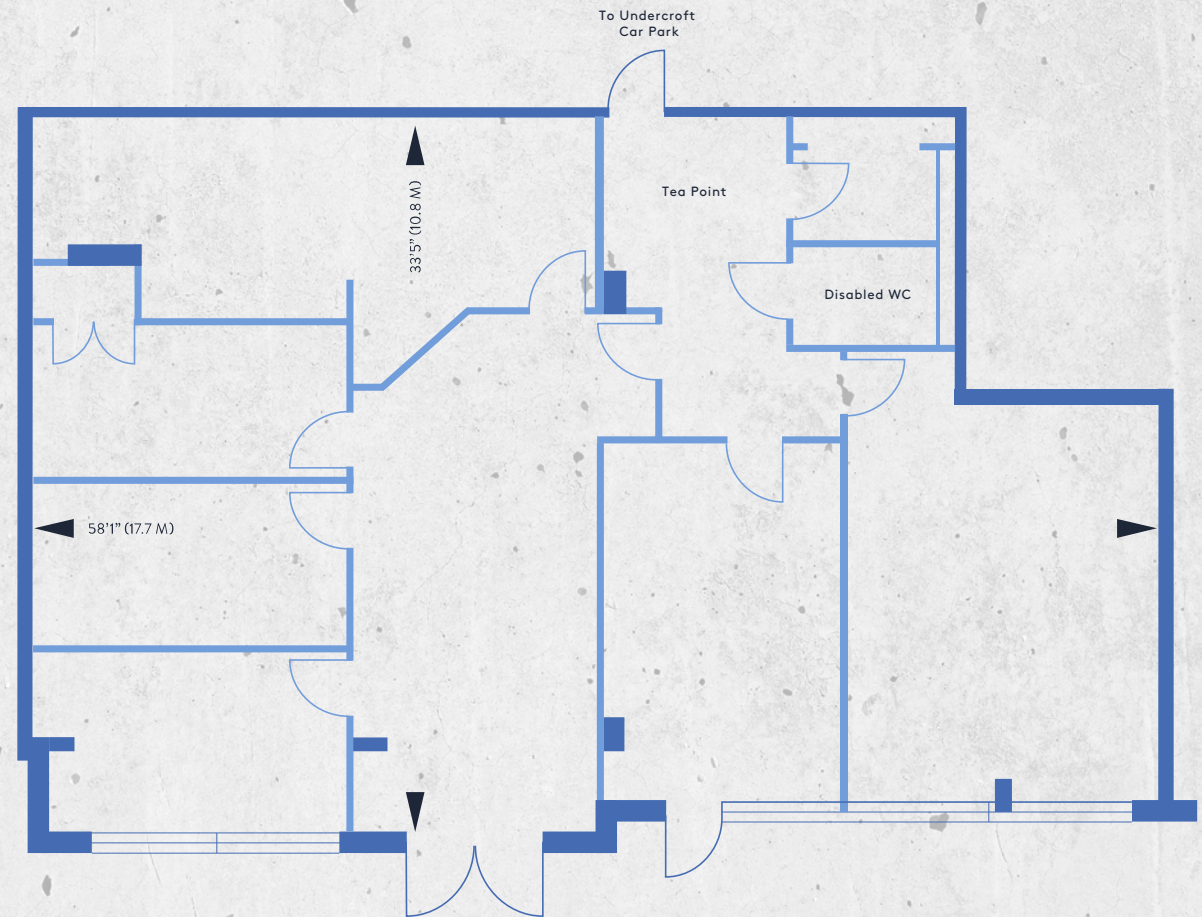 To Undercroft
Car Park
33'5" (10.8 M)
Tea Point
Disabled WC
58'1" (17.7 M)